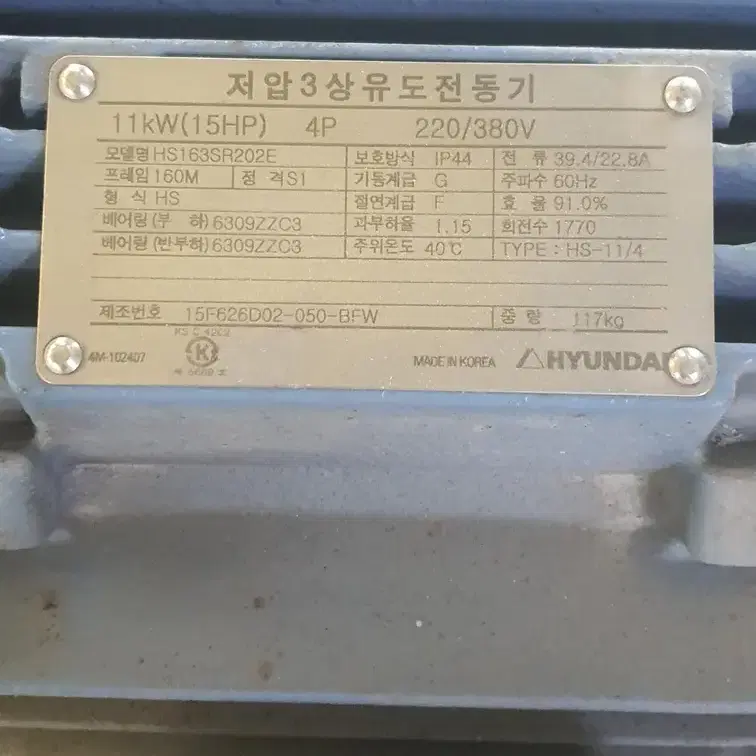 저압3상유도전동기
11kW(15HP) 4P 220/380V
모델명 HS163SR202E 보호방식 IP44 전 류 39.4/22.8A
프레임 160M 정 격 S1 기동계급 G 주파수 60Hz
형 식 HS 절연계급 F 효 율 91.0%
베어링 (부 하) 6309ZZC3 과부하율 1.15 회전수 1770
베어링 (반부하) 6309ZZC3 주위온도 40℃ TYPE : HS-11/4
제조번호 15F626D02-050-BFW 중 량 117kg
KS C 4202
4M-102407 K MADE IN KOREA HYUNDAI